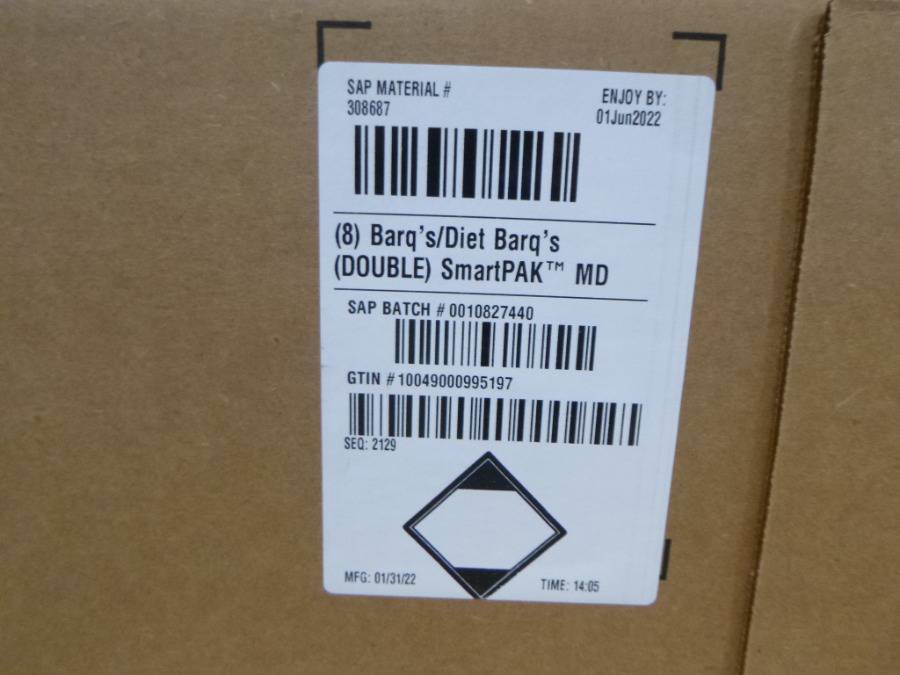 SAP MATERIAL #
308687
ENJOY BY:
01Jun2022
(8) Barq's/Diet Barq's
(DOUBLE) SmartPAK™ MD
SAP BATCH # 0010827440
GTIN # 10049000995197
SEQ: 2129
MFG: 01/31/22
TIME: 14:05